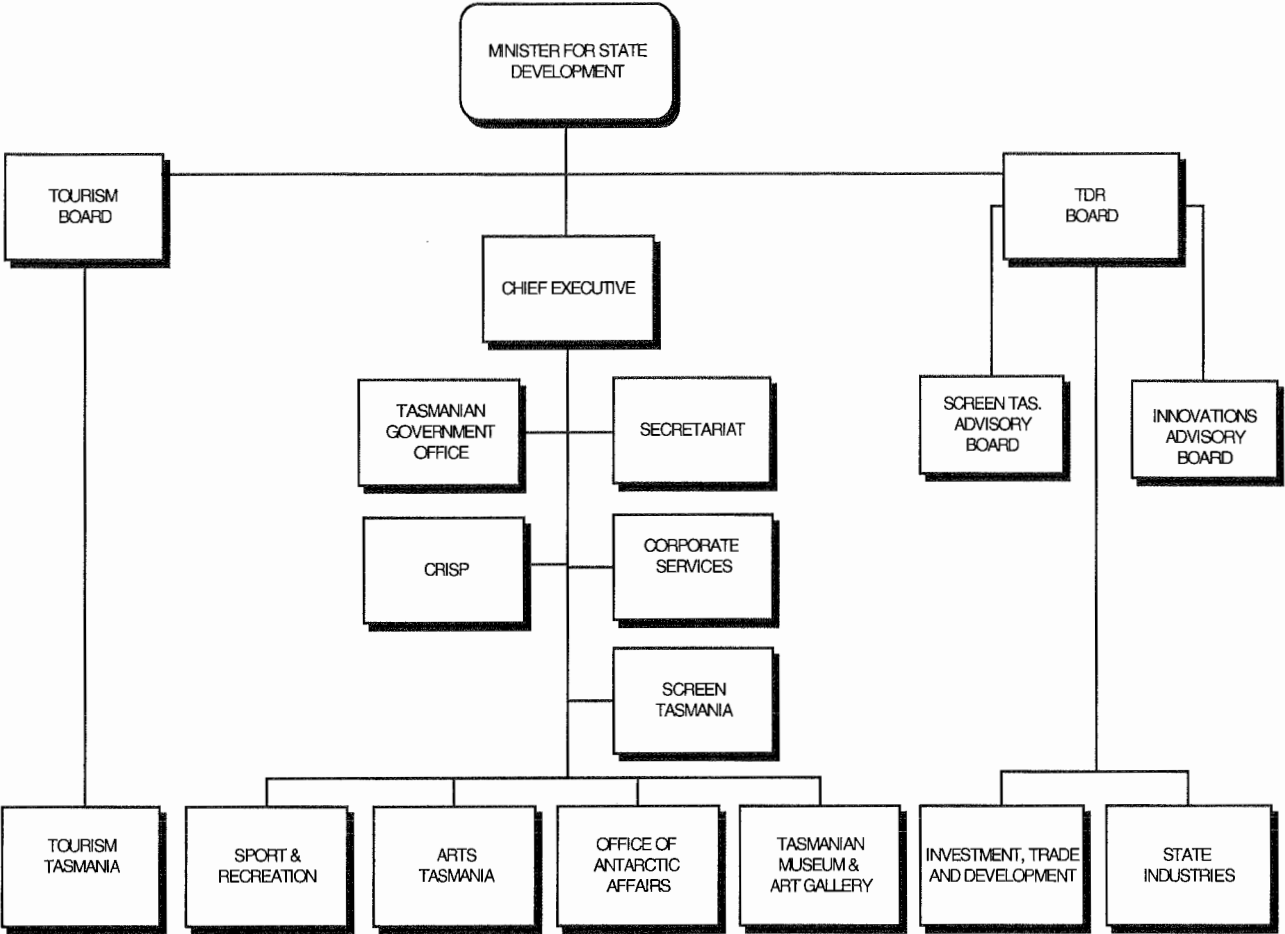 MINISTER FOR STATE
DEVELOPMENT
TOURISM
BOARD
TDR
BOARD
CHIEF EXECUTIVE
TASMANIAN
GOVERNMENT
OFFICE
SECRETARIAT
SCREEN TAS.
ADVISORY
BOARD
INNOVATIONS
ADVISORY
BOARD
CRISP
CORPORATE
SERVICES
SCREEN
TASMANIA
TOURISM
TASMANIA
SPORT &
RECREATION
ARTS
TASMANIA
OFFICE OF
ANTARCTIC
AFFAIRS
TASMANIAN
MUSEUM &
ART GALLERY
INVESTMENT, TRADE
AND DEVELOPMENT
STATE
INDUSTRIES